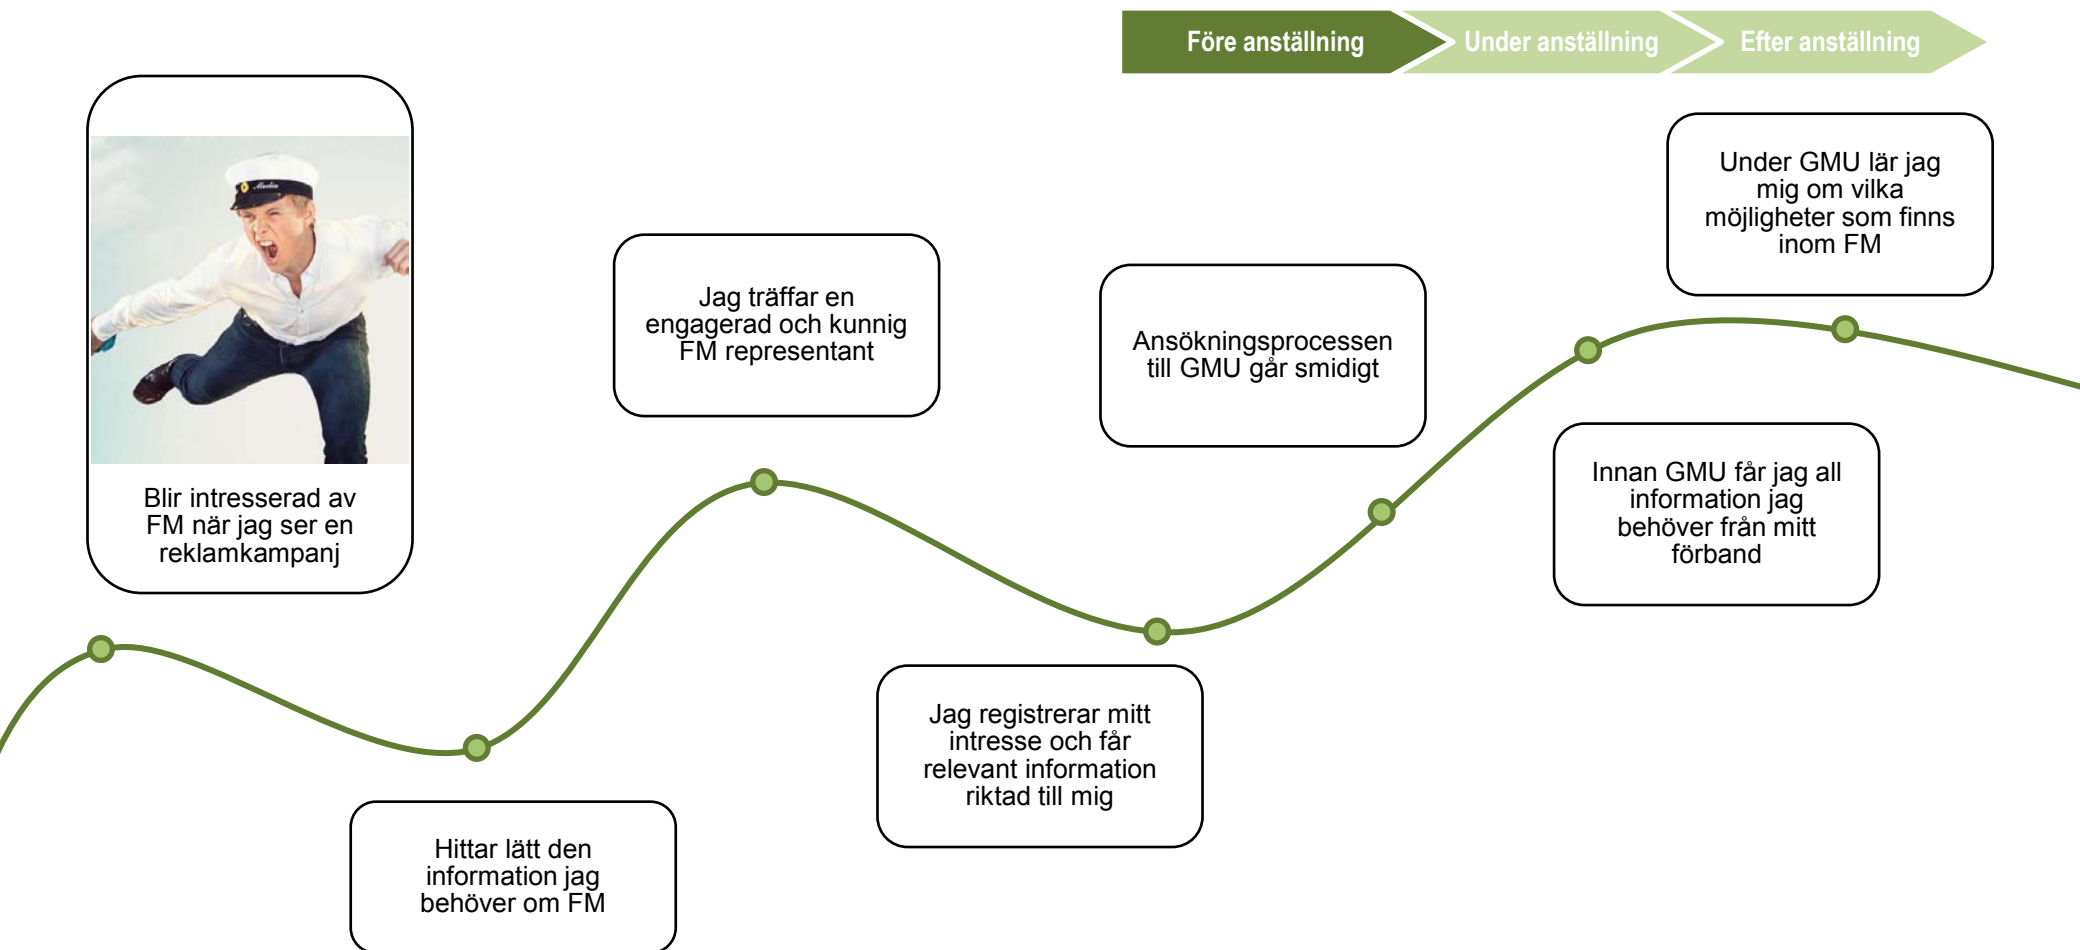 Före anställning
Under anställning
Efter anställning
Blir intresserad av
FM när jag ser en
reklamkampanj
Hittar lätt den
information jag
behöver om FM
Jag träffar en
engagerad och kunnig
FM representant
Jag registrerar mitt
intresse och får
relevant information
riktad till mig
Ansökningsprocessen
till GMU går smidigt
Innan GMU får jag all
information jag
behöver från mitt
förband
Under GMU lär jag
mig om vilka
möjligheter som finns
inom FM